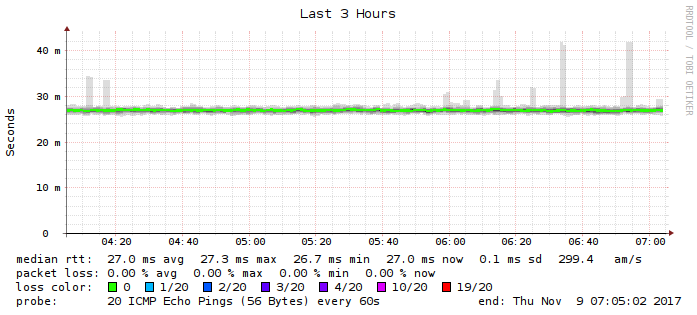 Last 3 Hours
RRDTOOL / TOBI OETIKER
Seconds
40 m
30 m
20 m
10 m
0
04:20 04:40 05:00 05:20 05:40 06:00 06:20 06:40 07:00
median rtt: 27.0 ms avg 27.3 ms max 26.7 ms min 27.0 ms now 0.1 ms sd 299.4 am/s
packet loss: 0.00 % avg 0.00 % max 0.00 % min 0.00 % now
loss color: 0 1/20 2/20 3/20 4/20 10/20 19/20
probe: 20 ICMP Echo Pings (56 Bytes) every 60s end: Thu Nov 9 07:05:02 2017